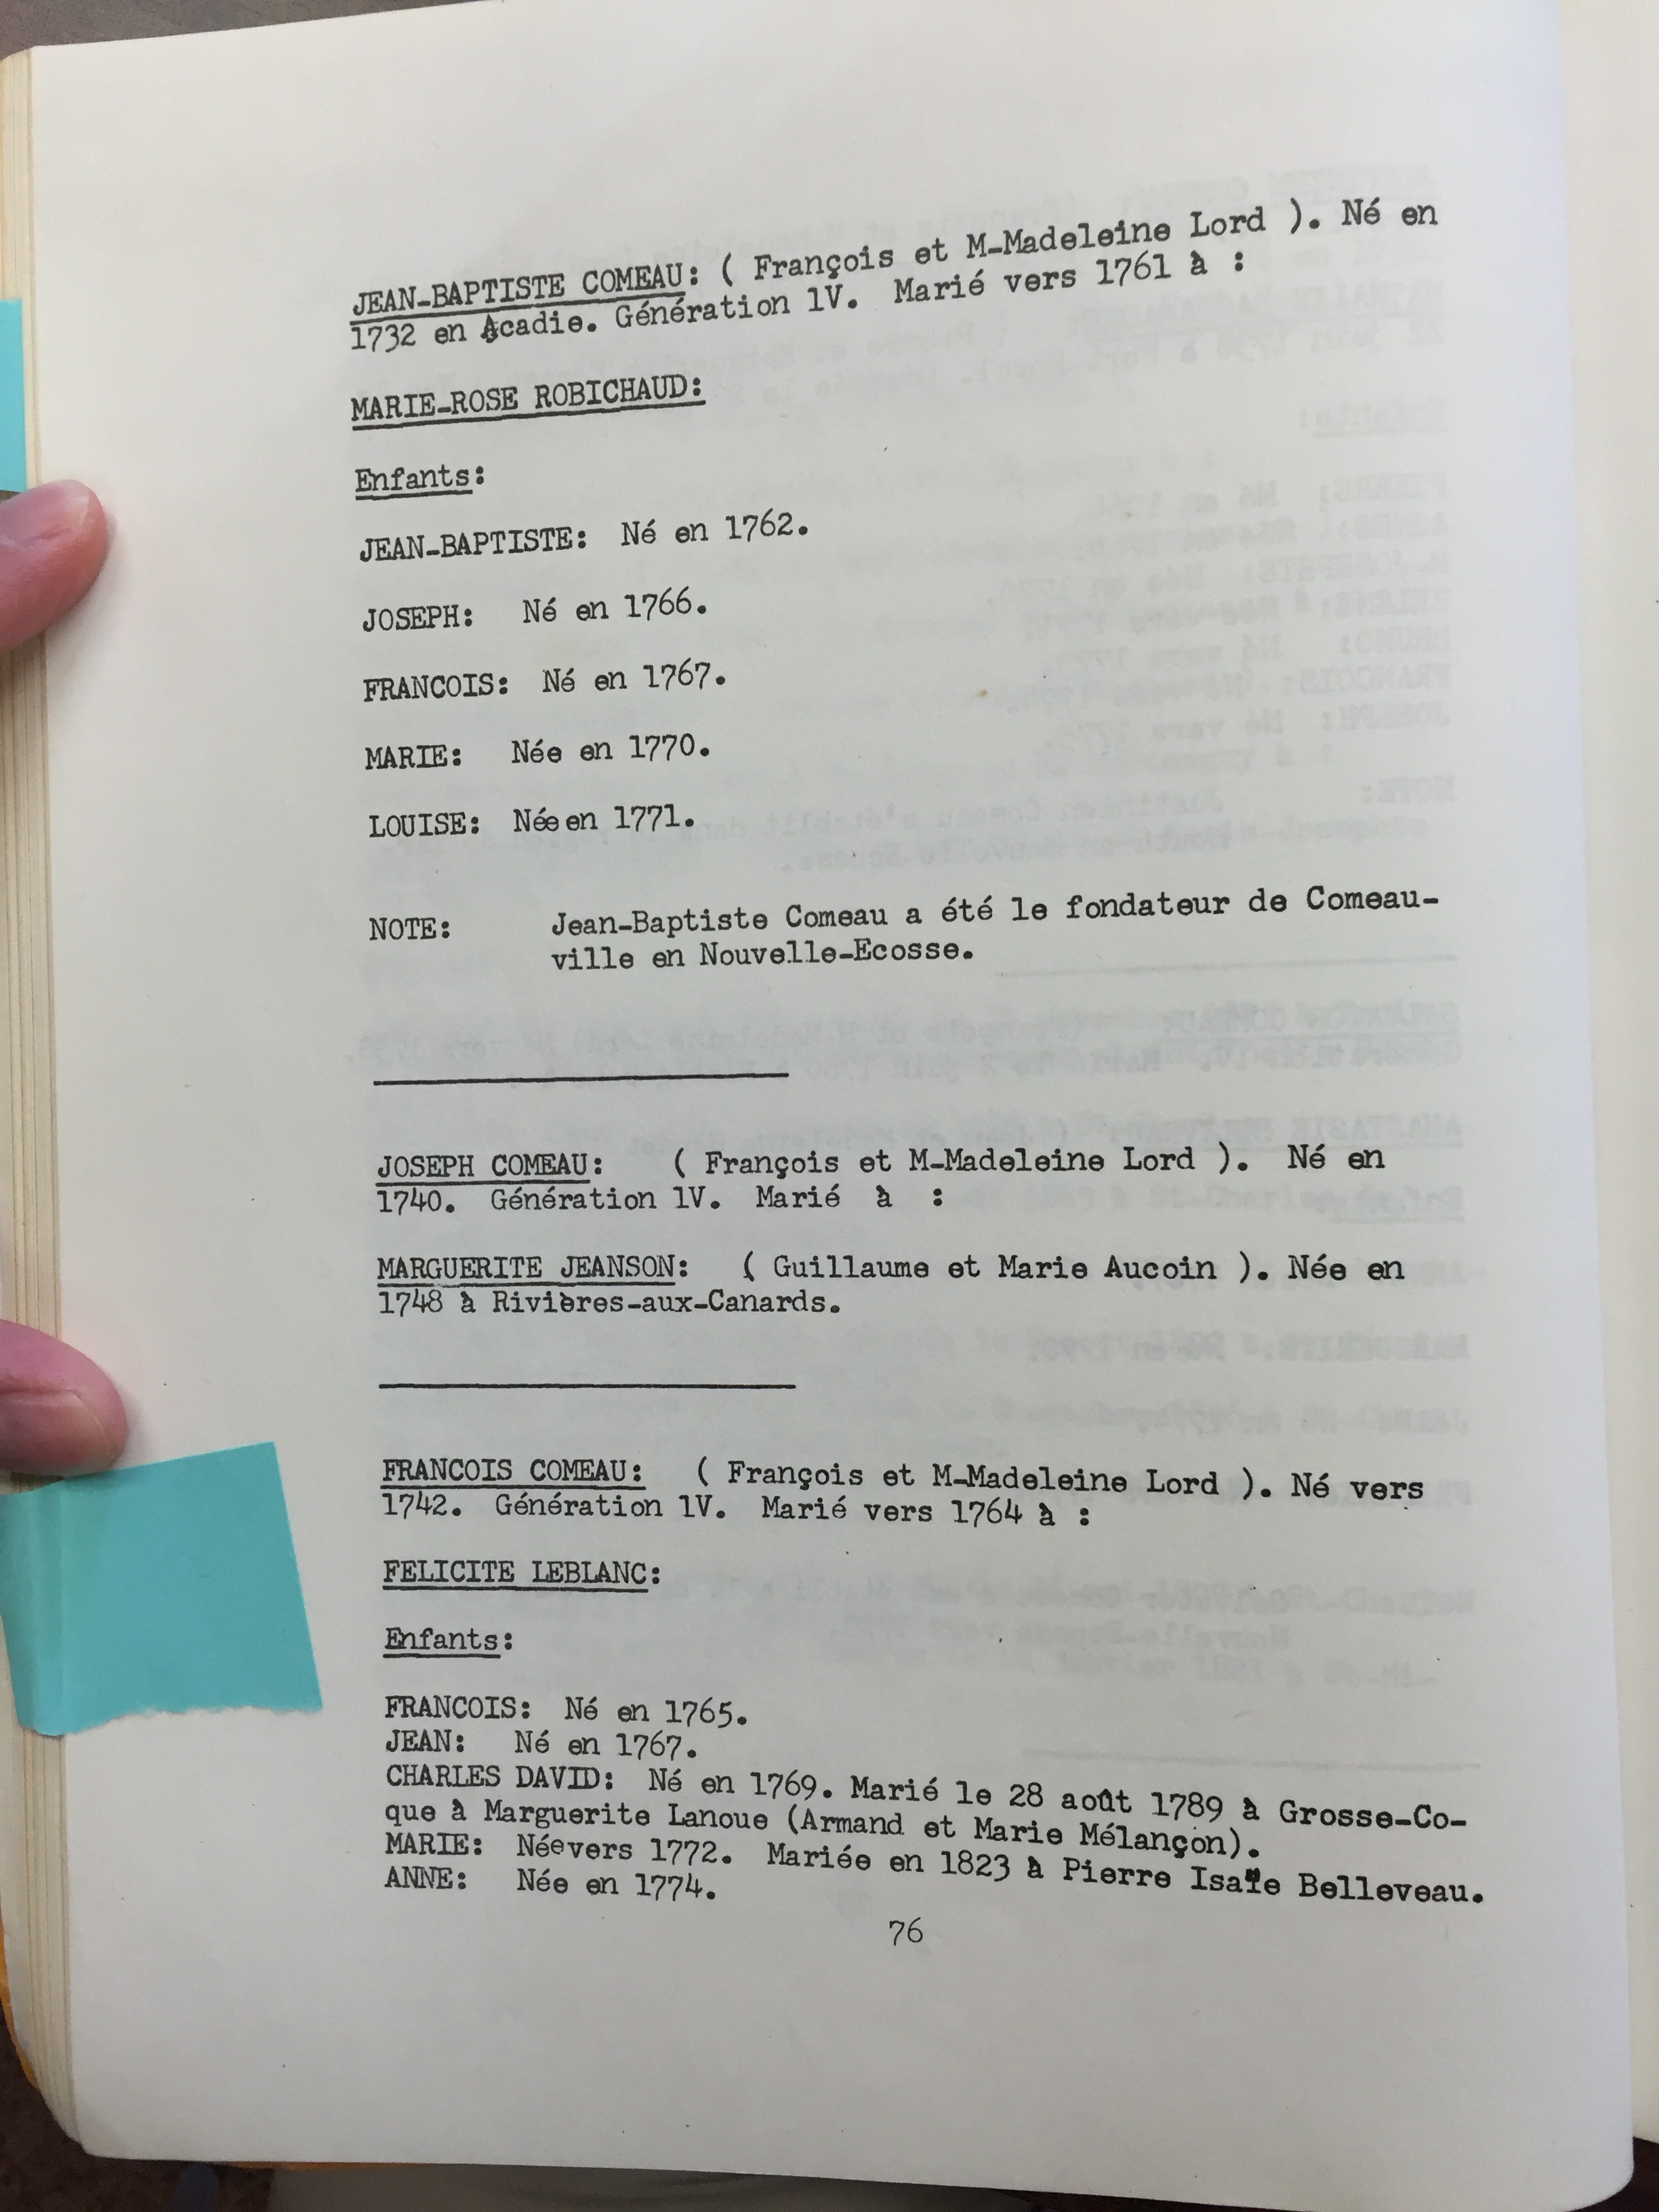 JEAN-BAPTISTE COMEAU: ( François et M-Madeleine Lord ). Né en
1732 en Acadie. Génération 1V. Marié vers 1761 à :
MARIE-ROSE ROBICHAUD:
Enfants:
JEAN-BAPTISTE: Né en 1762.
JOSEPH: Né en 1766.
FRANCOIS: Né en 1767.
MARIE: Née en 1770.
LOUISE: Née en 1771.
NOTE: Jean-Baptiste Comeau a été le fondateur de Comeau-
ville en Nouvelle-Ecosse.
JOSEPH COMEAU: ( François et M-Madeleine Lord ). Né en
1740. Génération 1V. Marié à :
MARGUERITE JEANSON: ( Guillaume et Marie Aucoin ). Née en
1748 à Rivières-aux-Canards.
FRANCOIS COMEAU: ( François et M-Madeleine Lord ). Né vers
1742. Génération 1V. Marié vers 1764 à :
FELICITE LEBLANC:
Enfants:
FRANCOIS: Né en 1765.
JEAN: Né en 1767.
CHARLES DAVID: Né en 1769. Marié le 28 août 1789 à Grosse-Co-
que à Marguerite Lanoue (Armand et Marie Mélançon).
MARIE: Née vers 1772. Mariée en 1823 à Pierre Isaïe Belleveau.
ANNE: Née en 1774.
76